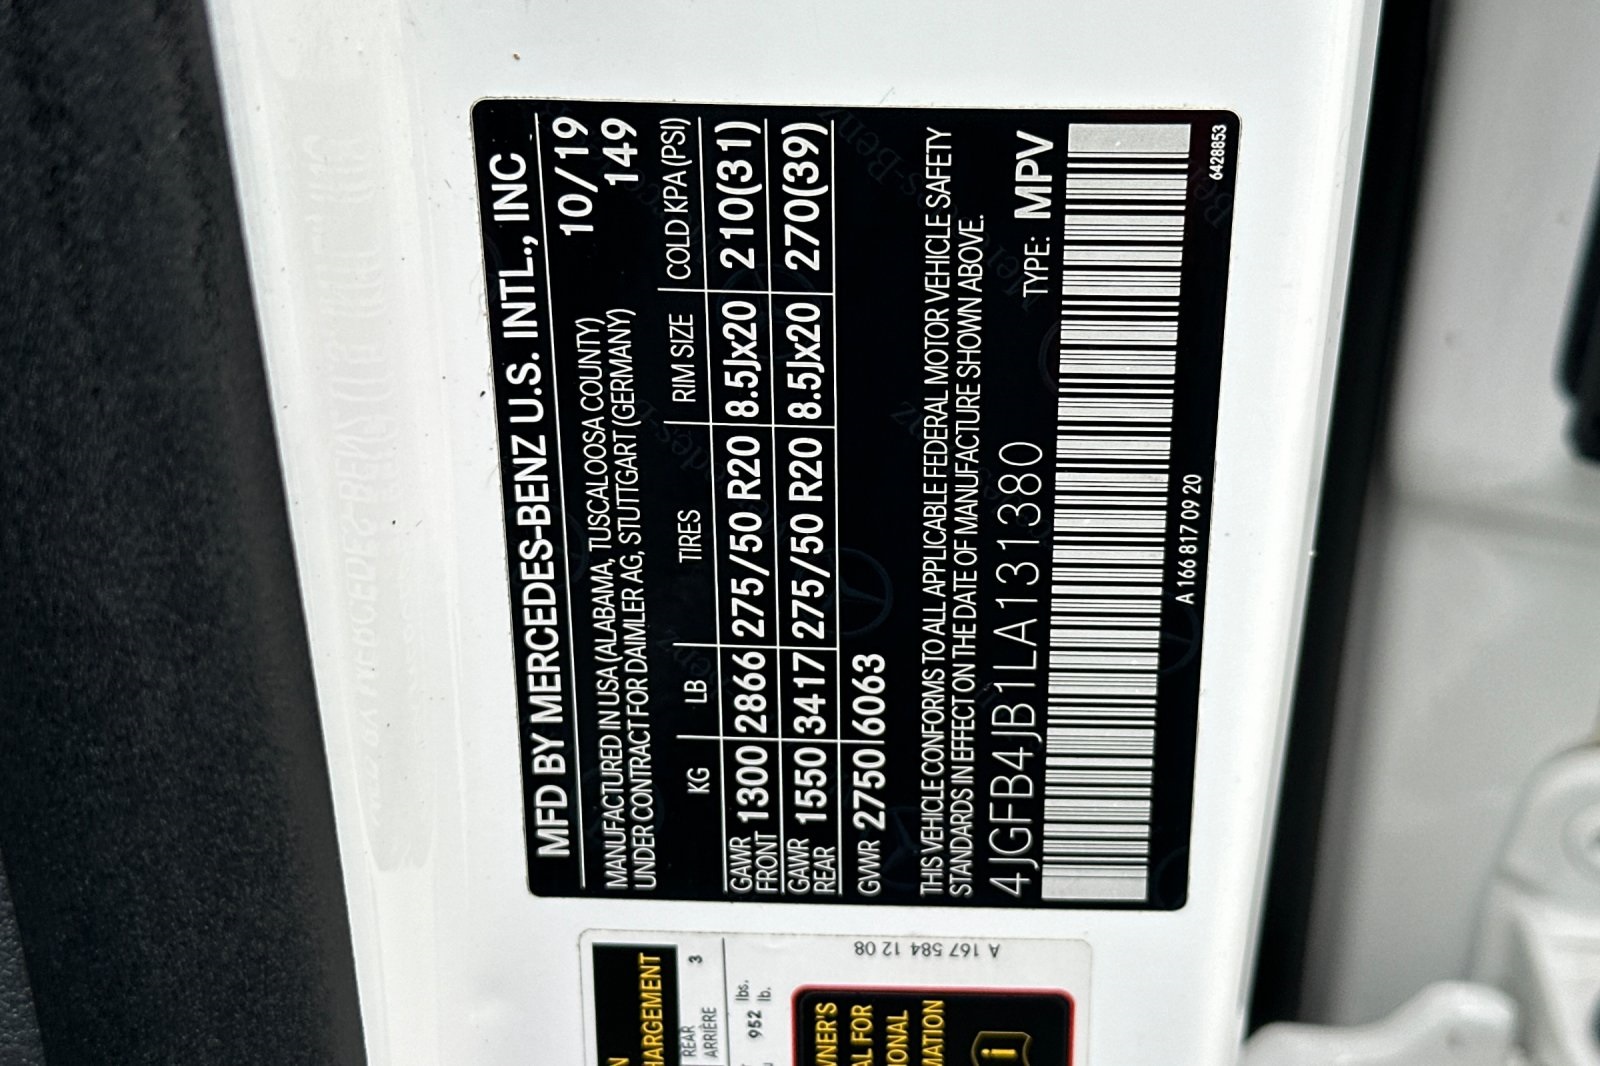 MFD BY MERCEDES-BENZ U.S. INTL., INC
10/19
MANUFACTURED IN USA (ALABAMA, TUSCALOOSA COUNTY)
149
UNDER CONTRACT FOR DAIMLER AG, STUTTGART (GERMANY)
KG LB TIRES RIM SIZE COLD KPA (PSI)
GAWR FRONT 1300 2866 275/50 R20 8.5Jx20 210(31)
GAWR REAR 1550 3417 275/50 R20 8.5Jx20 270(39)
GVWR 2750 6063
THIS VEHICLE CONFORMS TO ALL APPLICABLE FEDERAL MOTOR VEHICLE SAFETY
STANDARDS IN EFFECT ON THE DATE OF MANUFACTURE SHOWN ABOVE.
4JGFB4JB1LA131380 TYPE: MPV
A 166 817 09 20
6428853
HARGEMENT
REAR 3
ARRIÈRE
952 lbs.
lb.
A 167 584 12 08